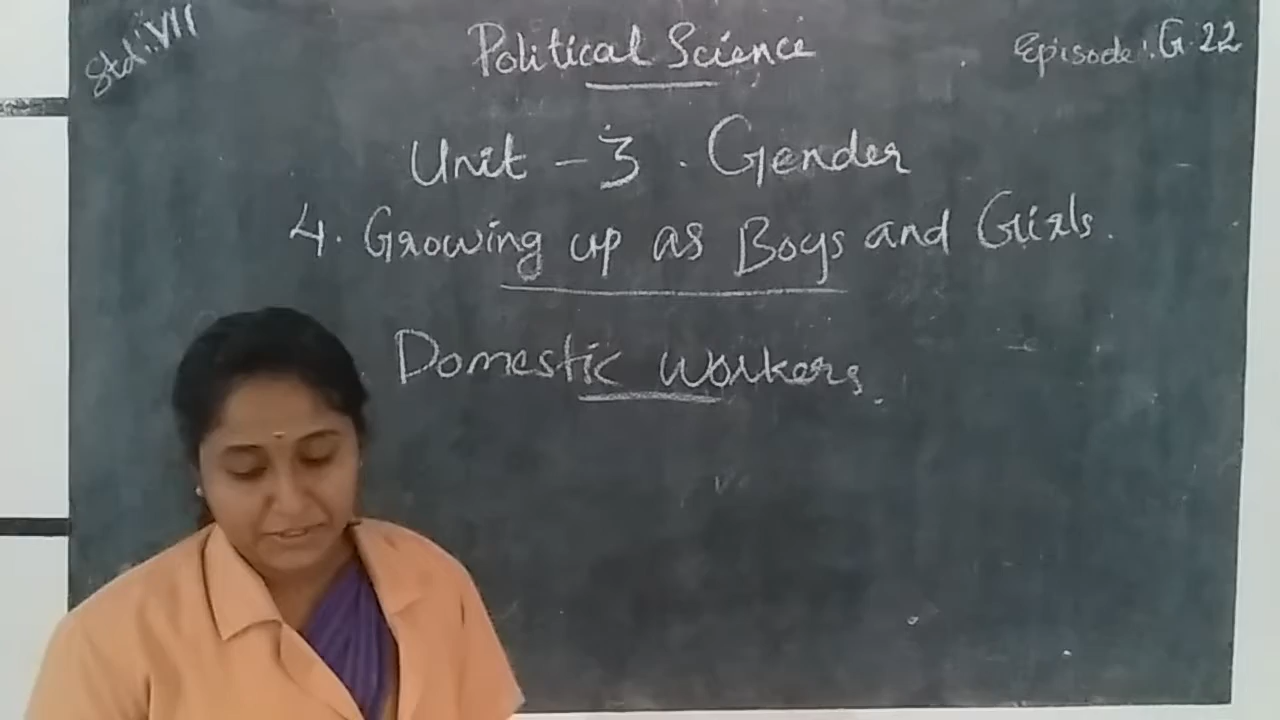 Std: VII
Political Science
Episode: G.22
Unit - 3. Gender
4. Growing up as Boys and Girls.
Domestic Workers.